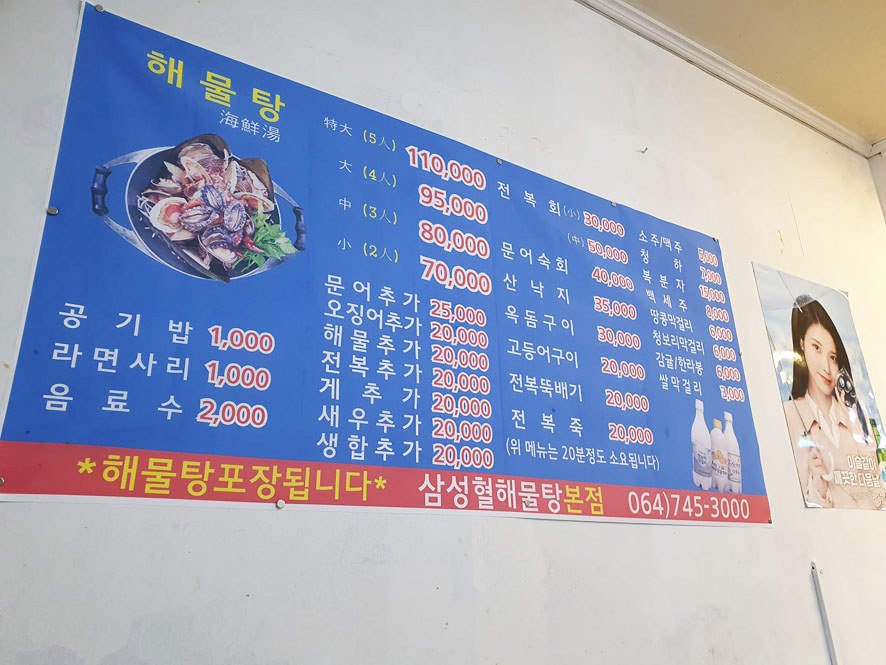 해물탕
海鮮湯
特大 (5人) 110,000
大 (4人) 95,000
中 (3人) 80,000
小 (2人) 70,000
공기밥 1,000
라면사리 1,000
음료수 2,000
문어추가 25,000
오징어추가 20,000
해물추가 20,000
전복추가 20,000
게추가 20,000
새우추가 20,000
생합추가 20,000
전복회(小) 30,000
(中) 50,000
문어숙회 40,000
산낙지 35,000
옥돔구이 30,000
고등어구이 20,000
전복뚝배기 20,000
전복죽 20,000
(위 메뉴는 20분정도 소요됩니다)
소주/맥주 5,000
청하 7,000
복분자 15,000
백세주 8,000
땅콩막걸리 6,000
청보리막걸리 6,000
감귤/한라봉 6,000
쌀막걸리 3,000
*해물탕포장됩니다* 삼성혈해물탕본점 064)745-3000
이슬같이
깨끗한 다음날